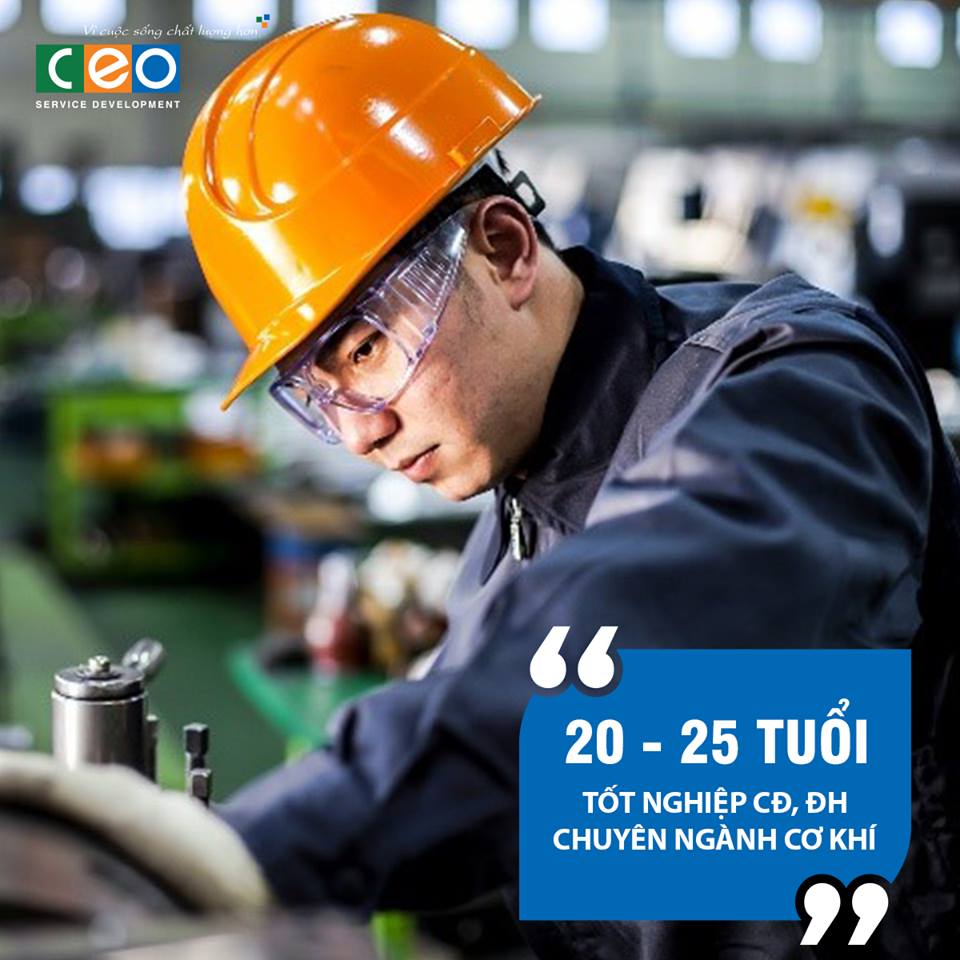 Vì cuộc sống chất lượng hơn
ceo
SERVICE DEVELOPMENT
20 - 25 TUỔI
TỐT NGHIỆP CĐ, ĐH
CHUYÊN NGÀNH CƠ KHÍ